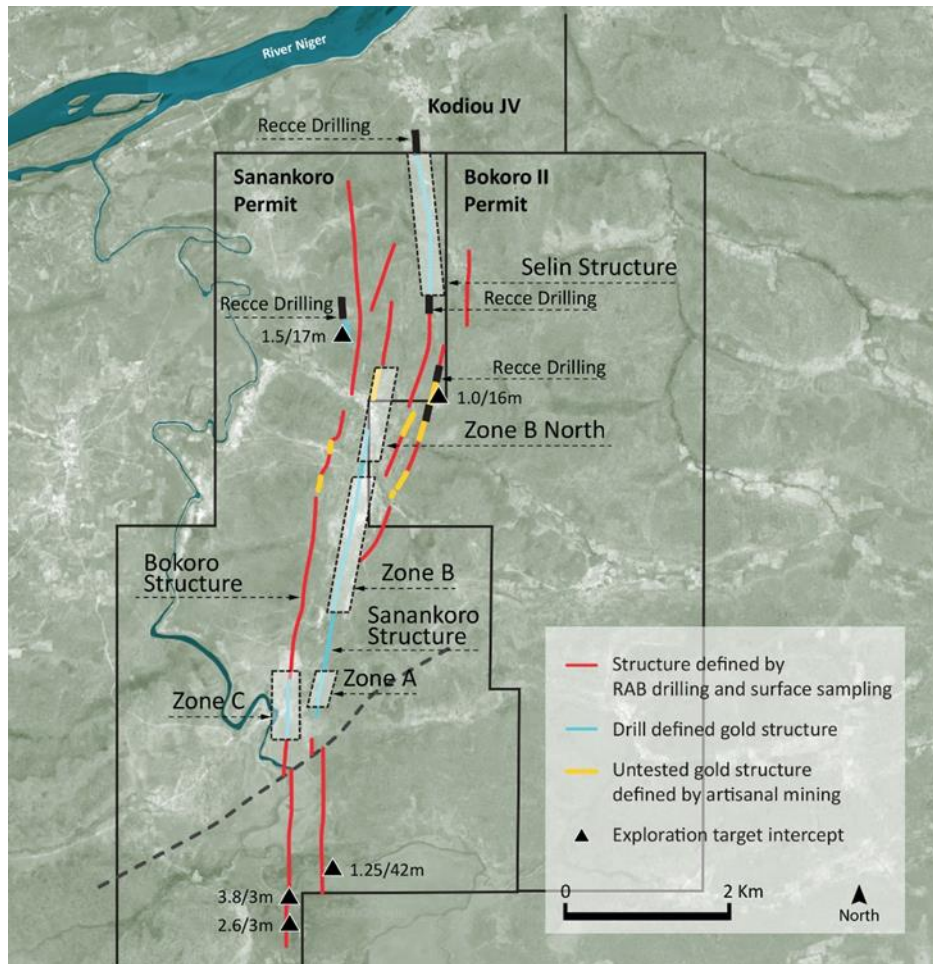 River Niger
Kodiou JV
Recce Drilling
Sanankoro
Permit
Bokoro II
Permit
Selin Structure
Recce Drilling
Recce Drilling
1.5/17m
Recce Drilling
1.0/16m
Zone B North
Bokoro
Structure
Zone B
Sanankoro
Structure
Zone A
Zone C
1.25/42m
3.8/3m
2.6/3m
Structure defined by
RAB drilling and surface sampling
Drill defined gold structure
Untested gold structure
defined by artisanal mining
Exploration target intercept
0 2 Km
North